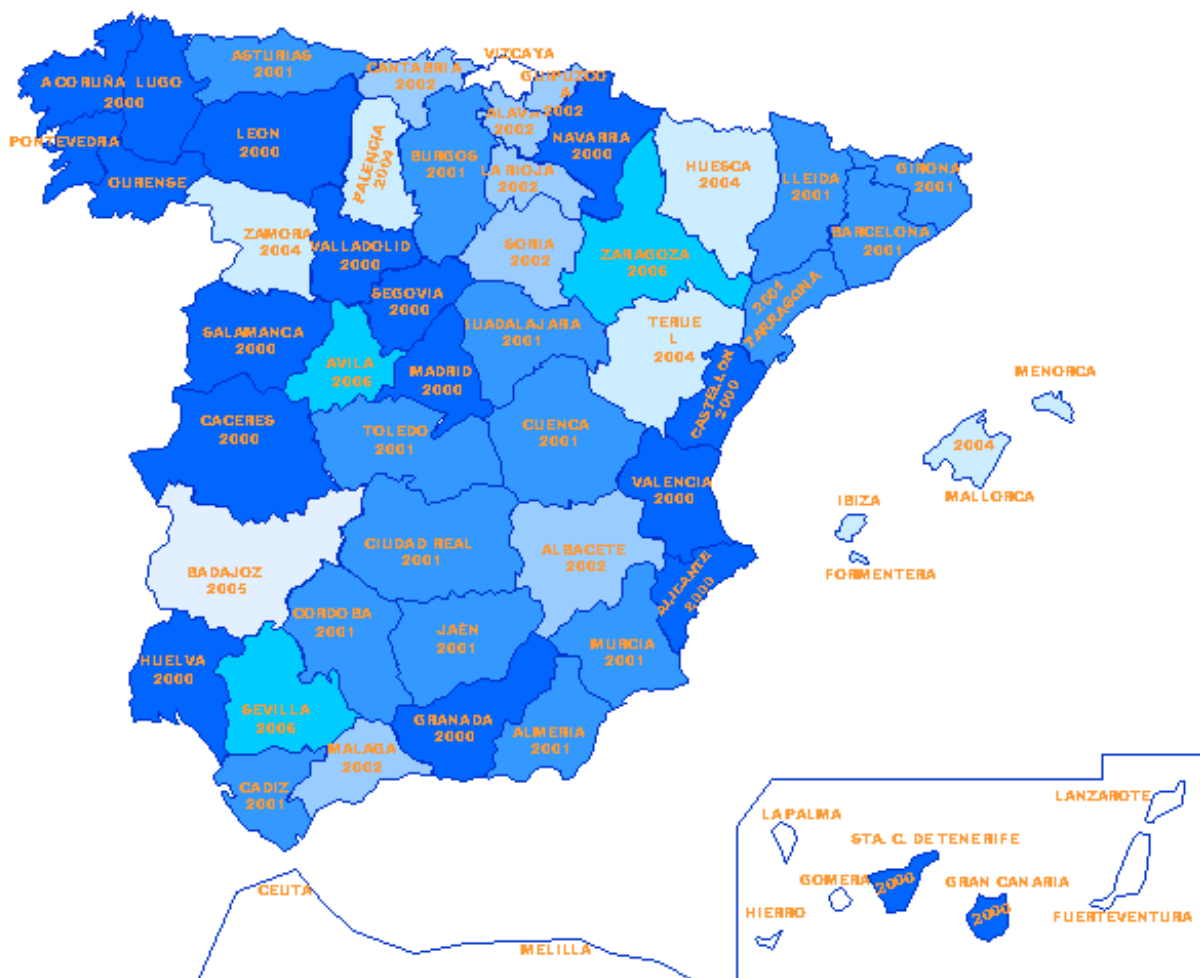 VITCAYA
ASTURIAS
2001
CANTABRIA
2002
GUIPUZCO
A
2002
ACORUÑA LUGO
2000
ALAVA
2002
LEON
2000
NAVARRA
2000
PONTEVEDRA
PALENCIA
2004
BURGOS
2001
HUESCA
2004
GIRONA
2001
OURENSE
LA RIOJA
2002
LLEIDA
2001
ZAMORA
2004
VALLADOLID
2000
SORIA
2002
ZARAGOZA
2006
BARCELONA
2001
SEGOVIA
2000
2001
TARRAGONA
SALAMANCA
2000
GUADALAJARA
2001
TERUE
L
2004
AVILA
2006
MADRID
2000
CASTELLON
2000
MENORCA
CACERES
2000
TOLEDO
2001
CUENCA
2001
2004
MALLORCA
VALENCIA
2000
IBIZA
CIUDAD REAL
2001
ALBACETE
2002
BADAJOZ
2005
ALICANTE
2000
FORMENTERA
CORDOBA
2001
JAÉN
2001
MURCIA
2001
HUELVA
2000
SEVILLA
2006
GRANADA
2000
ALMERIA
2001
MALAGA
2002
CADIZ
2001
LANZAROTE
LA PALMA
STA. C. DE TENERIFE
2000
GOMERA
GRAN CANARIA
2000
CEUTA
HIERRO
FUERTEVENTURA
MELILLA